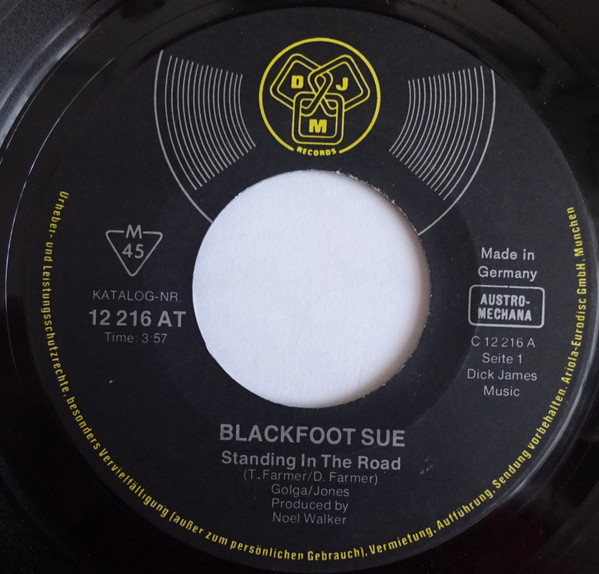 D J M
RECORDS
M
45
KATALOG-NR.
12 216 AT
Time: 3:57
Made in
Germany
AUSTRO-
MECHANA
C 12 216 A
Seite 1
Dick James
Music
BLACKFOOT SUE
Standing In The Road
(T. Farmer/D. Farmer)
Golga/Jones
Produced by
Noel Walker
Urheber- und Leistungsschutzrechte, besonders Vervielfältigung (außer zum persönlichen Gebrauch), Vermietung, Aufführung, Sendung vorbehalten. Ariola-Eurodisc GmbH, München